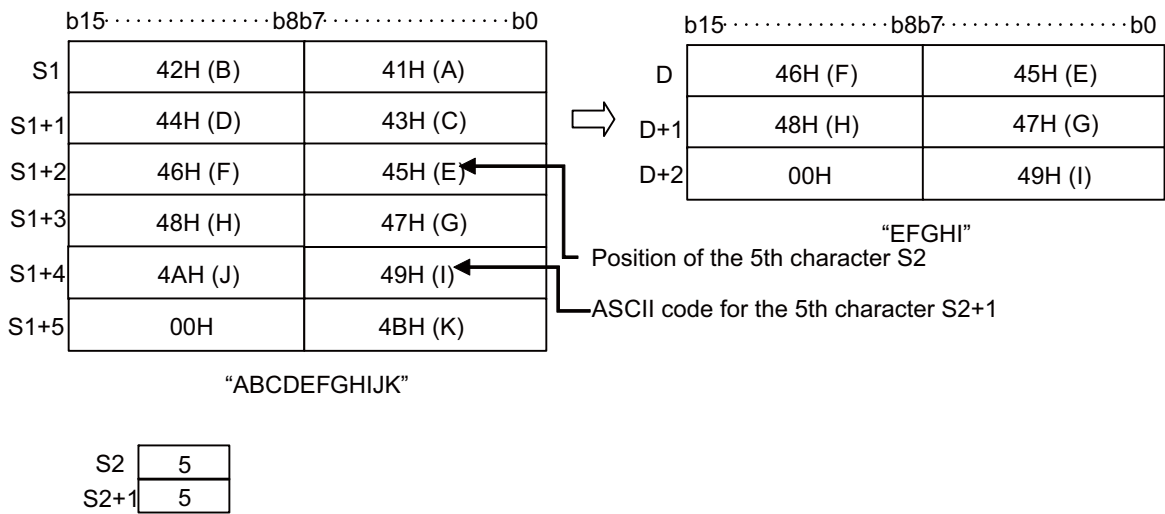 b15··············b8b7··················b0
S1 42H (B) 41H (A)
S1+1 44H (D) 43H (C)
S1+2 46H (F) 45H (E)
S1+3 48H (H) 47H (G)
S1+4 4AH (J) 49H (I)
S1+5 00H 4BH (K)
“ABCDEFGHIJK”
b15··············b8b7··················b0
D 46H (F) 45H (E)
D+1 48H (H) 47H (G)
D+2 00H 49H (I)
“EFGHI”
Position of the 5th character S2
ASCII code for the 5th character S2+1
S2 5
S2+1 5